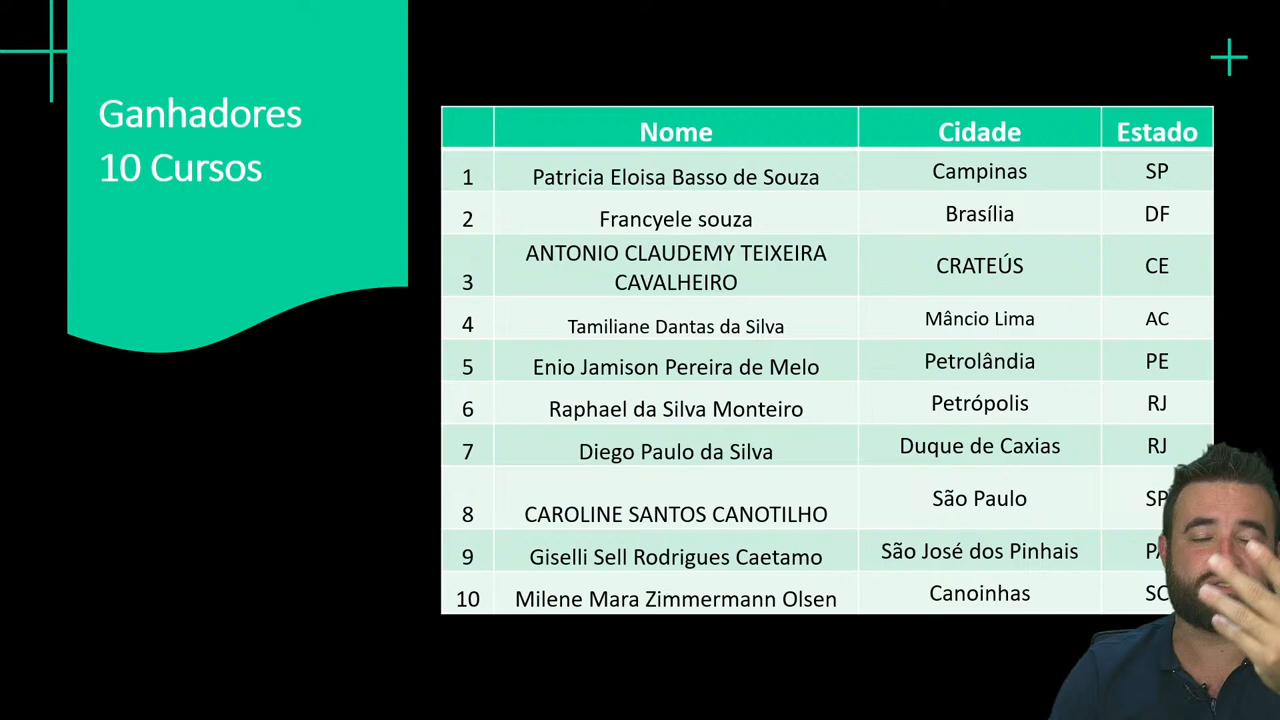 Ganhadores
10 Cursos
Nome Cidade Estado
1 Patricia Eloisa Basso de Souza Campinas SP
2 Francyele souza Brasília DF
3 ANTONIO CLAUDEMY TEIXEIRA
CAVALHEIRO CRATEÚS CE
4 Tamiliane Dantas da Silva Mâncio Lima AC
5 Enio Jamison Pereira de Melo Petrolândia PE
6 Raphael da Silva Monteiro Petrópolis RJ
7 Diego Paulo da Silva Duque de Caxias RJ
8 CAROLINE SANTOS CANOTILHO São Paulo SP
9 Giselli Sell Rodrigues Caetamo São José dos Pinhais
10 Milene Mara Zimmermann Olsen Canoinhas SC